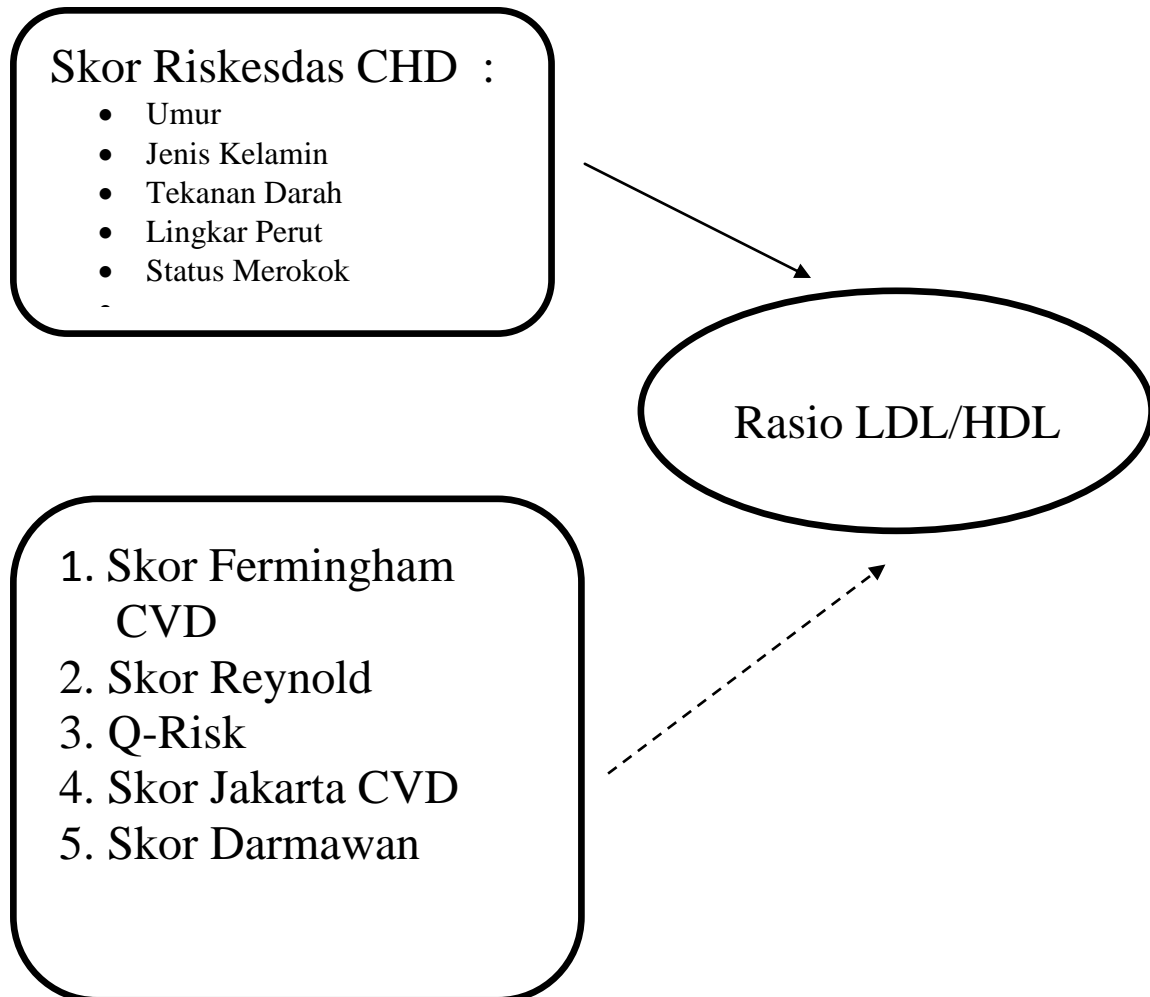 Skor Riskesdas CHD :
• Umur
• Jenis Kelamin
• Tekanan Darah
• Lingkar Perut
• Status Merokok
Rasio LDL/HDL
1. Skor Fermingham
CVD
2. Skor Reynold
3. Q-Risk
4. Skor Jakarta CVD
5. Skor Darmawan